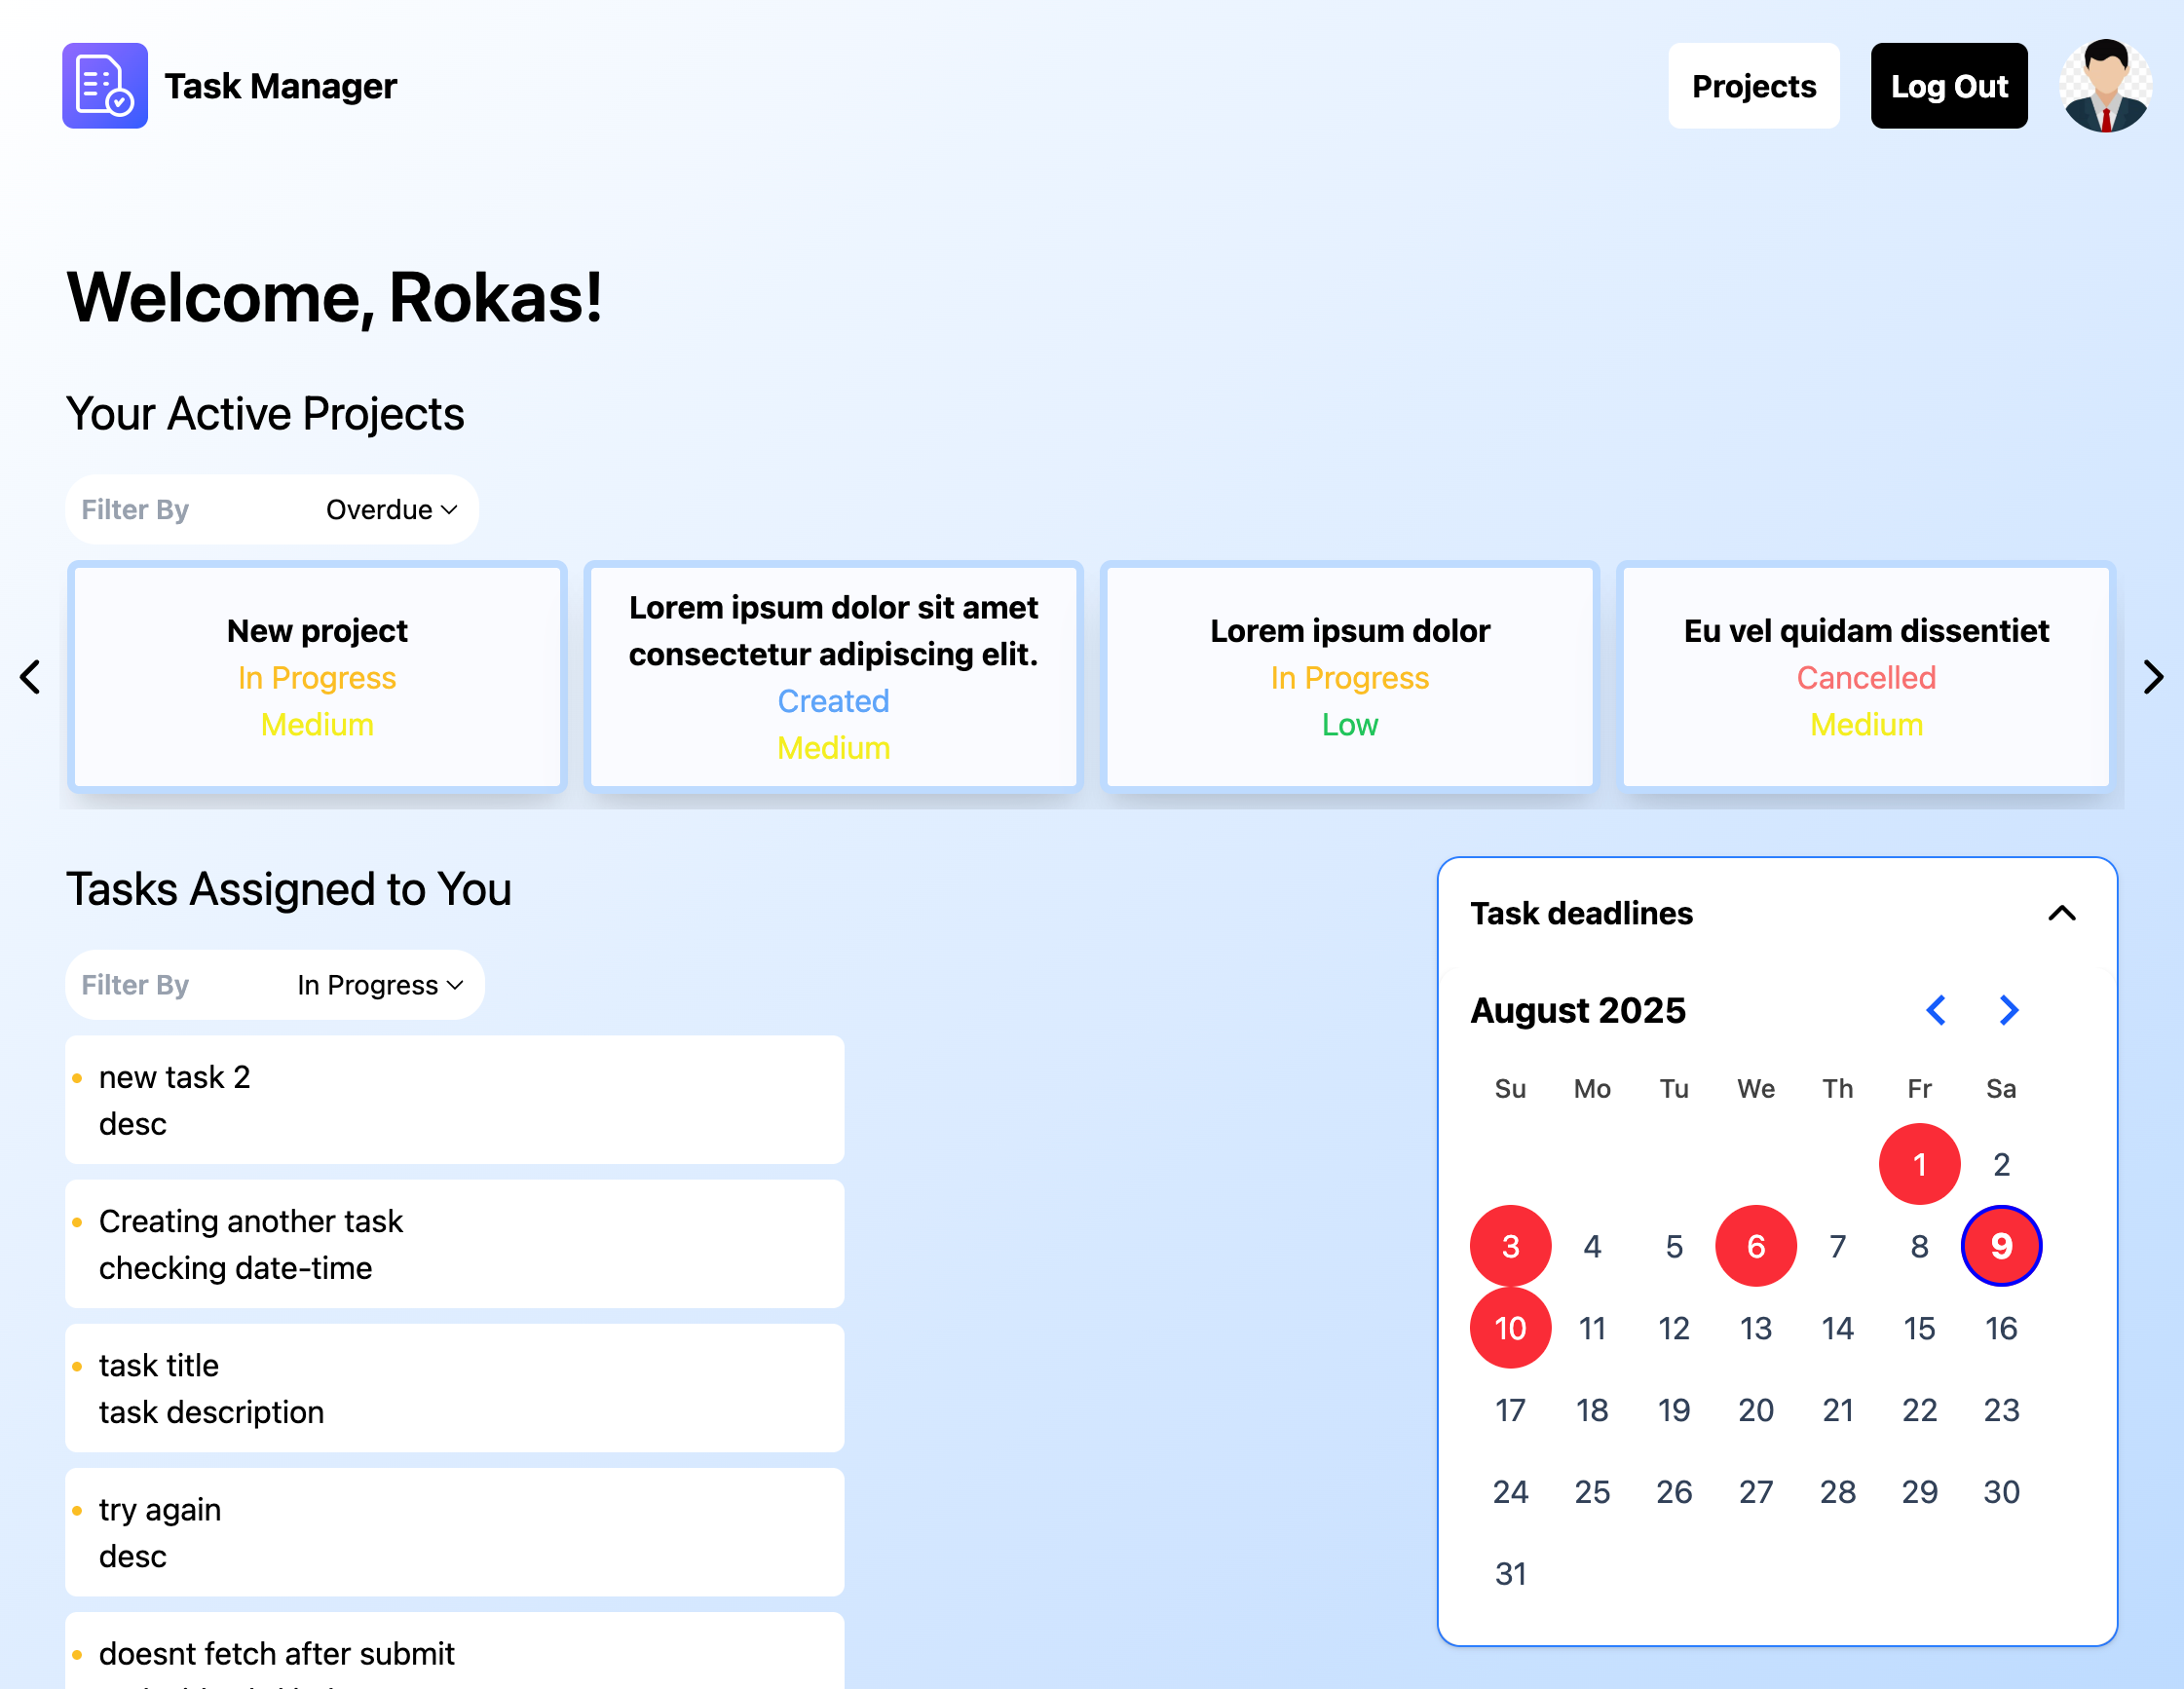 Task Manager
Projects
Log Out
Welcome, Rokas!
Your Active Projects
Filter By
Overdue
New project
In Progress
Medium
Lorem ipsum dolor sit amet
consectetur adipiscing elit.
Created
Medium
Lorem ipsum dolor
In Progress
Low
Eu vel quidam dissentiet
Cancelled
Medium
Tasks Assigned to You
Filter By
In Progress
new task 2
desc
Creating another task
checking date-time
task title
task description
try again
desc
doesnt fetch after submit
Task deadlines
August 2025
Su Mo Tu We Th Fr Sa
1 2
3 4 5 6 7 8 9
10 11 12 13 14 15 16
17 18 19 20 21 22 23
24 25 26 27 28 29 30
31